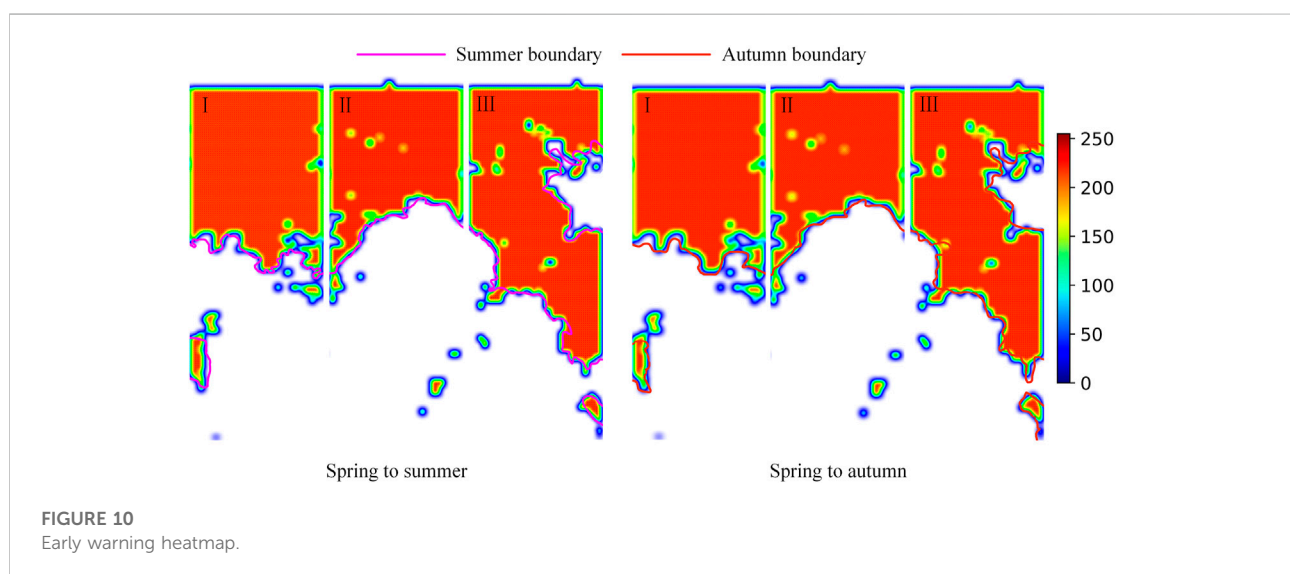 Summer boundary Autumn boundary
I II III I II III
250
200
150
100
50
0
Spring to summer Spring to autumn
FIGURE 10
Early warning heatmap.